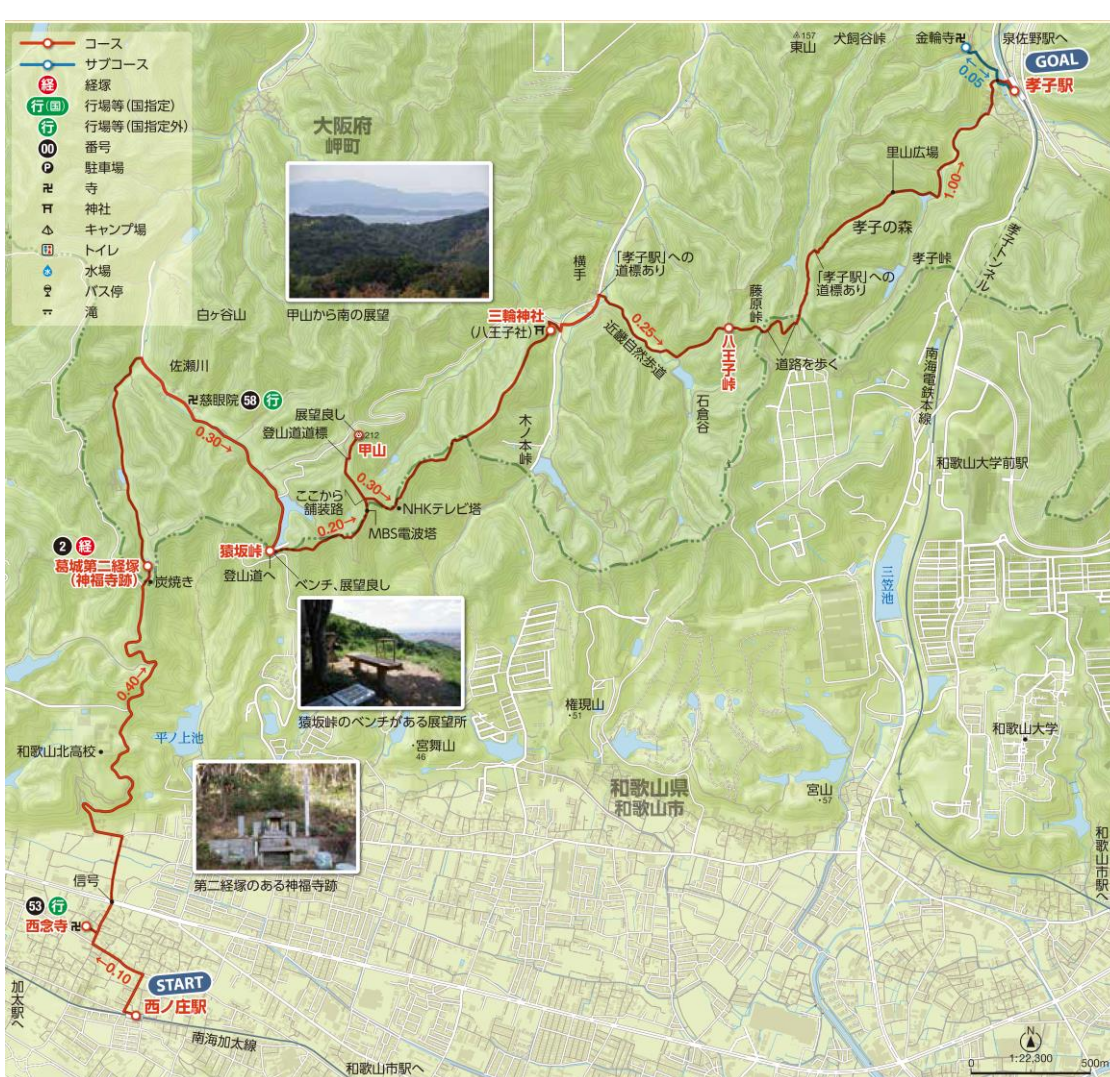 コース
サブコース
経 経塚
行(国) 行場等(国指定)
行 行場等(国指定外)
00 番号
P 駐車場
卍 寺
神社
キャンプ場
トイレ
水場
バス停
滝
大阪府
岬町
157
東山
犬飼谷峠
金輪寺卍
泉佐野駅へ
GOAL
孝子駅
←0.05→
里山広場
1.00→
孝子の森
孝子峠
孝子トンネル
「孝子駅」への
道標あり
横手
「孝子駅」への
道標あり
甲山から南の展望
白ヶ谷山
三輪神社
(八王子社)
0.25→
近畿自然歩道
藤原峠
八王子峠
道路を歩く
石倉谷
南海電鉄本線
佐瀬川
卍慈眼院 58 行
0.30→
展望良し
登山道道標
212
甲山
木ノ本峠
和歌山大学前駅
ここから
舗装路
0.30→
NHKテレビ塔
MBS電波塔
0.20→
猿坂峠
登山道へ
ベンチ、展望良し
2 経
葛城第二経塚
(神福寺跡)
炭焼き
三笠池
猿坂峠のベンチがある展望所
0.40→
権現山
51
和歌山北高校
平ノ上池
宮舞山
46
和歌山大学
和歌山県
和歌山市
宮山
57
第二経塚のある神福寺跡
和歌山市駅へ
信号
53 行
西念寺 卍
←0.10
START
西ノ庄駅
加太駅へ
南海加太線
和歌山市駅へ
N
1:22,300
0 500m